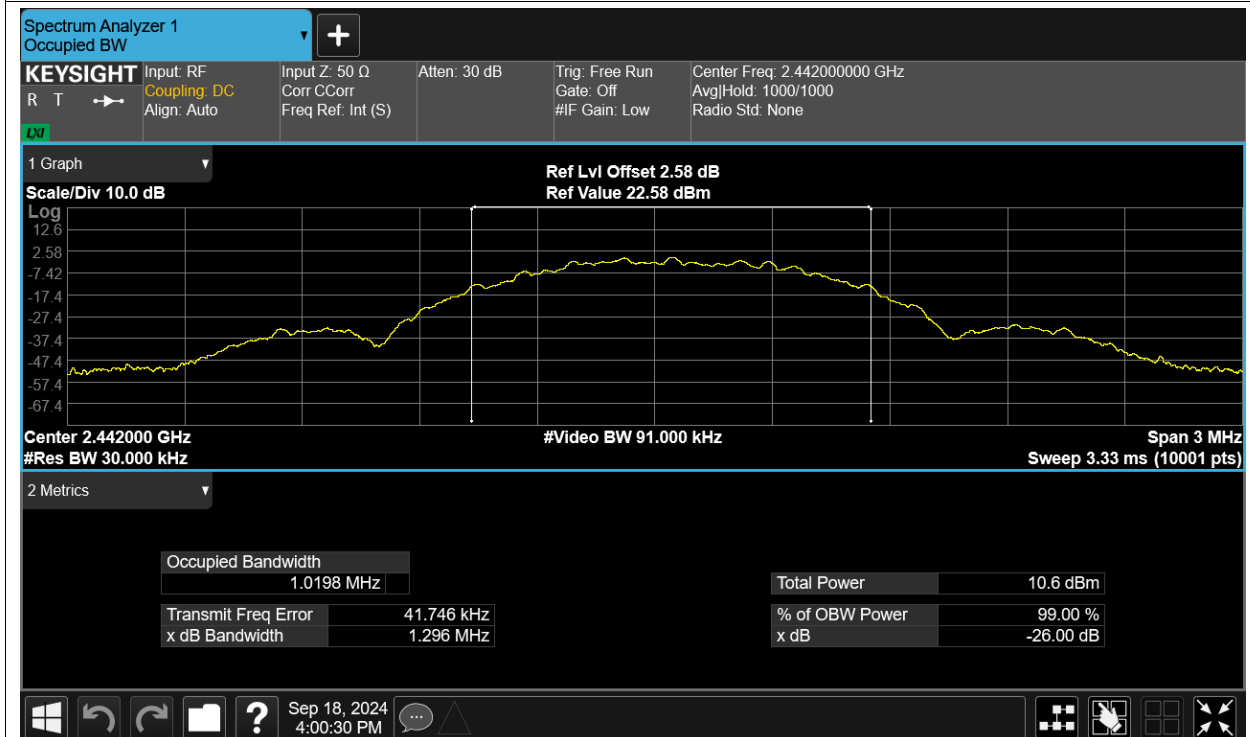 Spectrum Analyzer 1
Occupied BW
KEYSIGHT
R T
LXI
Input: RF
Coupling: DC
Align: Auto
Input Z: 50 Ω
Corr CCorr
Freq Ref: Int (S)
Atten: 30 dB
Trig: Free Run
Gate: Off
#IF Gain: Low
Center Freq: 2.442000000 GHz
Avg|Hold: 1000/1000
Radio Std: None
1 Graph
Scale/Div 10.0 dB
Ref Lvl Offset 2.58 dB
Ref Value 22.58 dBm
Log
12.6
2.58
-7.42
-17.4
-27.4
-37.4
-47.4
-57.4
-67.4
Center 2.442000 GHz
#Res BW 30.000 kHz
#Video BW 91.000 kHz
Span 3 MHz
Sweep 3.33 ms (10001 pts)
2 Metrics
Occupied Bandwidth
1.0198 MHz
Transmit Freq Error 41.746 kHz
x dB Bandwidth 1.296 MHz
Total Power 10.6 dBm
% of OBW Power 99.00 %
x dB -26.00 dB
?
Sep 18, 2024
4:00:30 PM